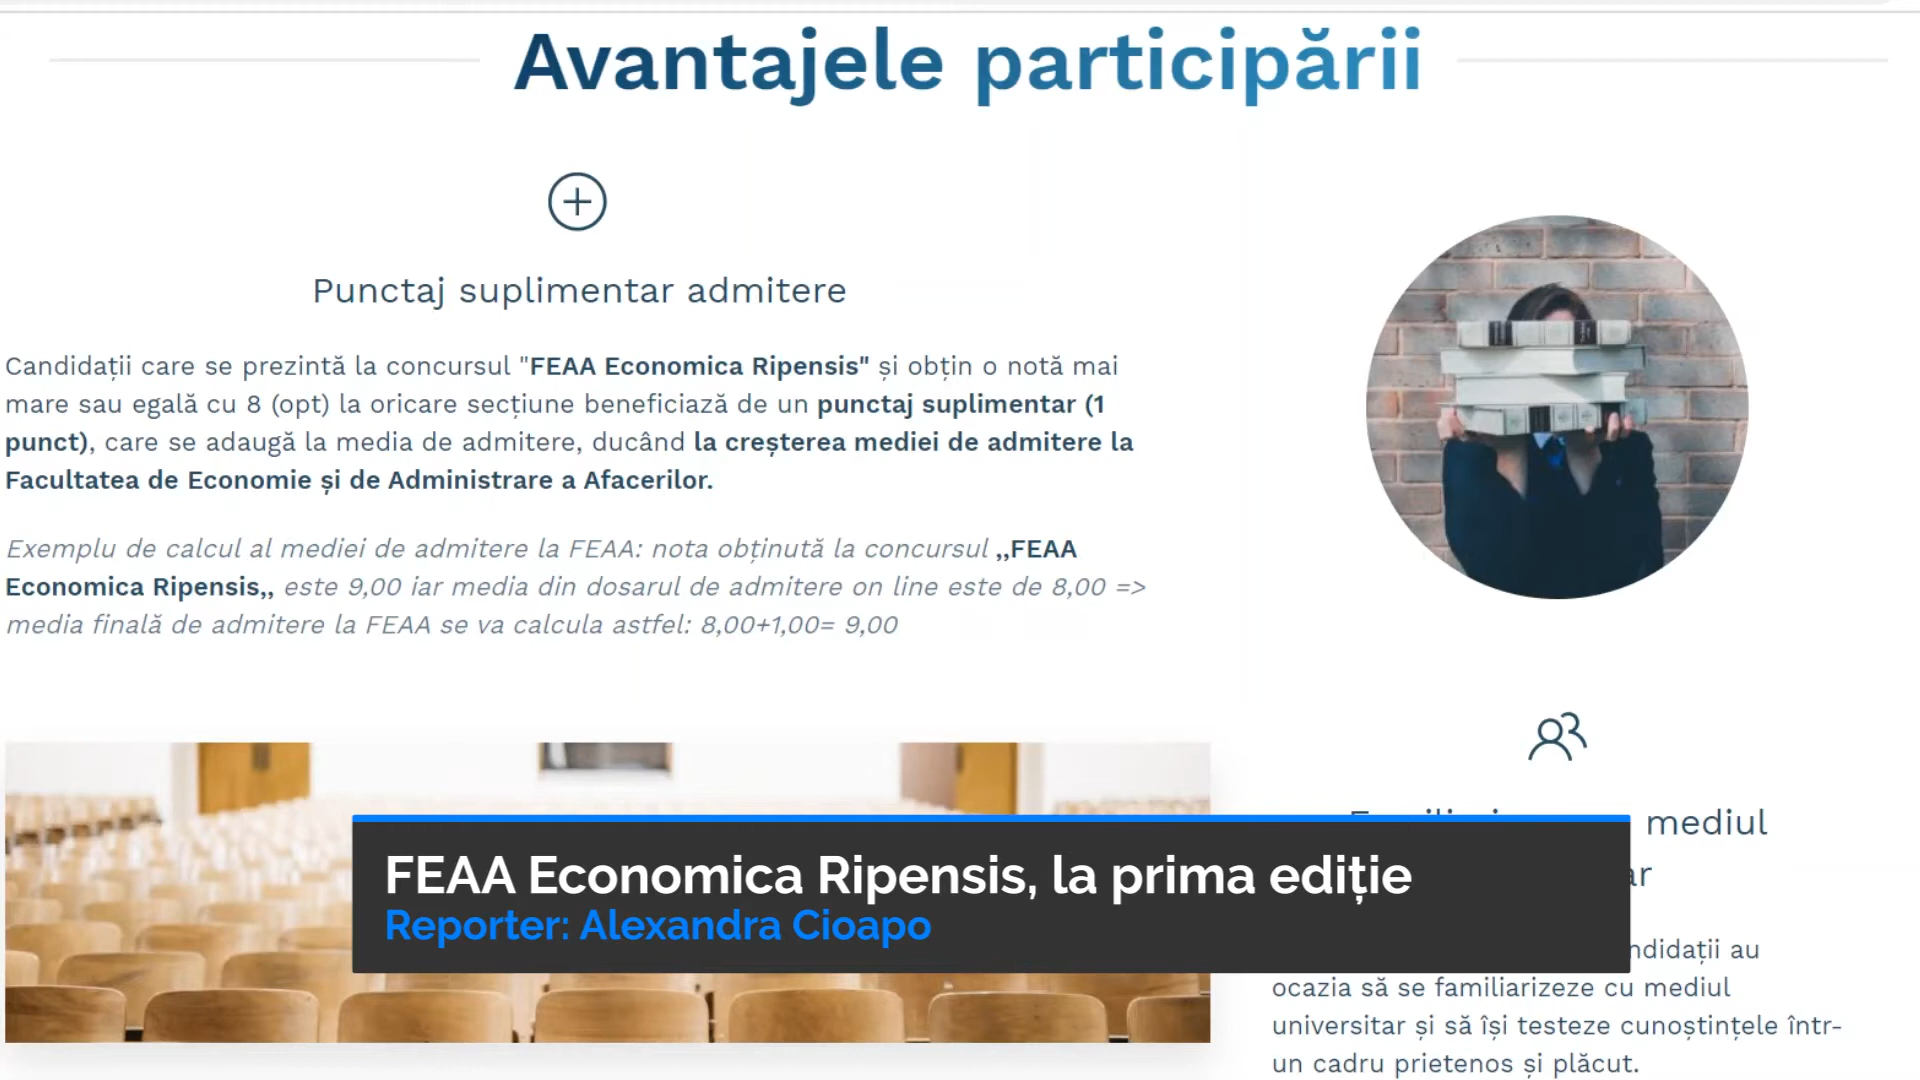 Avantajele participării
Punctaj suplimentar admitere
Candidații care se prezintă la concursul "FEAA Economica Ripensis" și obțin o notă mai
mare sau egală cu 8 (opt) la oricare secțiune beneficiază de un punctaj suplimentar (1
punct), care se adaugă la media de admitere, ducând la creșterea mediei de admitere la
Facultatea de Economie și de Administrare a Afacerilor.
Exemplu de calcul al mediei de admitere la FEAA: nota obținută la concursul ,,FEAA
Economica Ripensis,, este 9,00 iar media din dosarul de admitere on line este de 8,00 =>
media finală de admitere la FEAA se va calcula astfel: 8,00+1,00= 9,00
mediul
au
ocazia să se familiarizeze cu mediul
universitar și să își testeze cunoștințele într-
un cadru prietenos și plăcut.
FEAA Economica Ripensis, la prima ediție
Reporter: Alexandra Cioapo